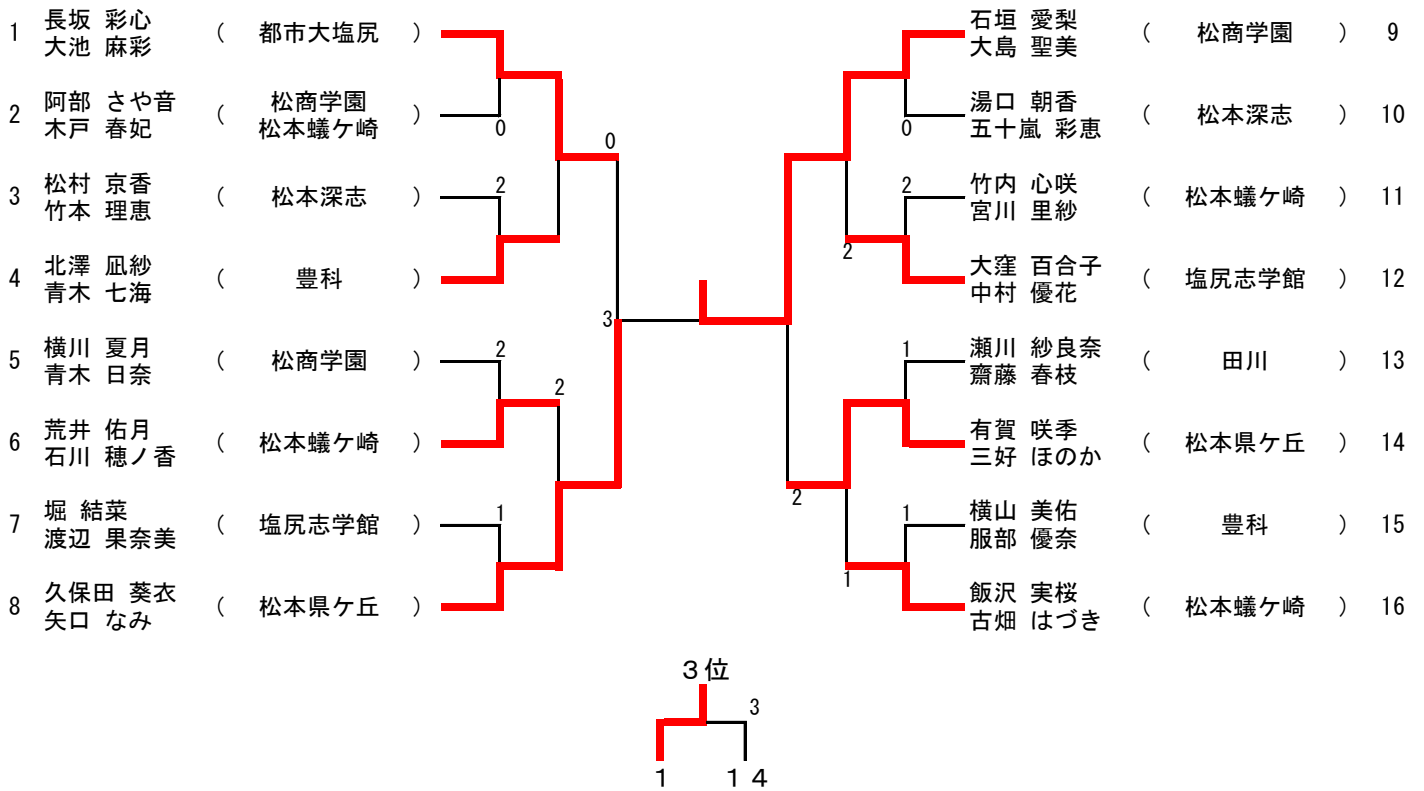 1 長坂 彩心 ( 都市大塩尻 )
大池 麻彩
2 阿部 さや音 ( 松商学園 )
木戸 春妃 松本蟻ケ崎
0
0
3 松村 京香 ( 松本深志 )
竹本 理恵
2
4 北澤 凪紗 ( 豊科 )
青木 七海
3
5 横川 夏月 ( 松商学園 )
青木 日奈
2
2
6 荒井 佑月 ( 松本蟻ケ崎 )
石川 穂ノ香
7 堀 結菜 ( 塩尻志学館 )
渡辺 果奈美
1
8 久保田 葵衣 ( 松本県ケ丘 )
矢口 なみ
石垣 愛梨 ( 松商学園 ) 9
大島 聖美
湯口 朝香 ( 松本深志 ) 10
五十嵐 彩恵
0
2
竹内 心咲 ( 松本蟻ケ崎 ) 11
宮川 里紗
2
大窪 百合子 ( 塩尻志学館 ) 12
中村 優花
1
瀬川 紗良奈 ( 田川 ) 13
齋藤 春枝
有賀 咲季 ( 松本県ケ丘 ) 14
三好 ほのか
2
1
横山 美佑 ( 豊科 ) 15
服部 優奈
1
飯沢 実桜 ( 松本蟻ケ崎 ) 16
古畑 はづき
３位
3
1 14